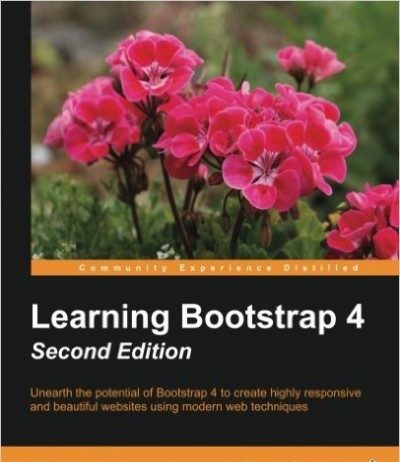 Community Experience Distilled
Learning Bootstrap 4
Second Edition
Unearth the potential of Bootstrap 4 to create highly responsive
and beautiful websites using modern web techniques